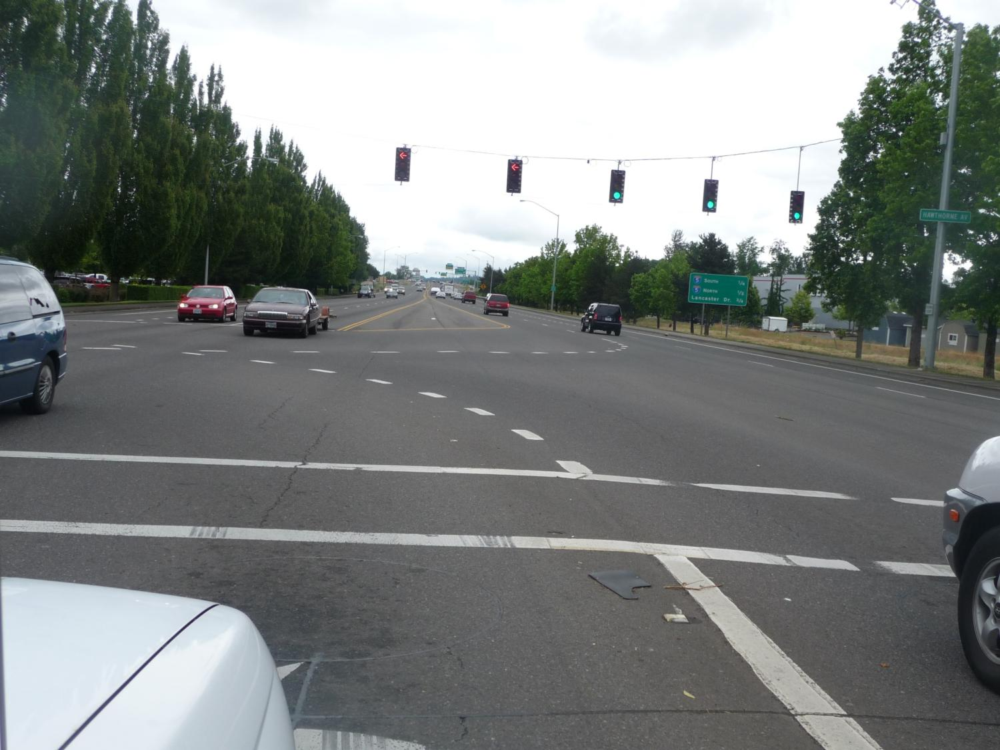 HAWTHORNE AV
5 South 1/4
5 North 1/2
Lancaster Dr. 3/4